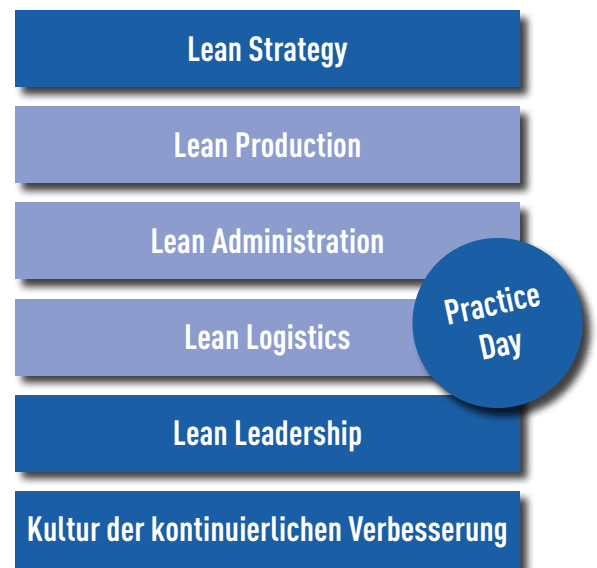 Lean Strategy
Lean Production
Lean Administration
Practice
Day
Lean Logistics
Lean Leadership
Kultur der kontinuierlichen Verbesserung